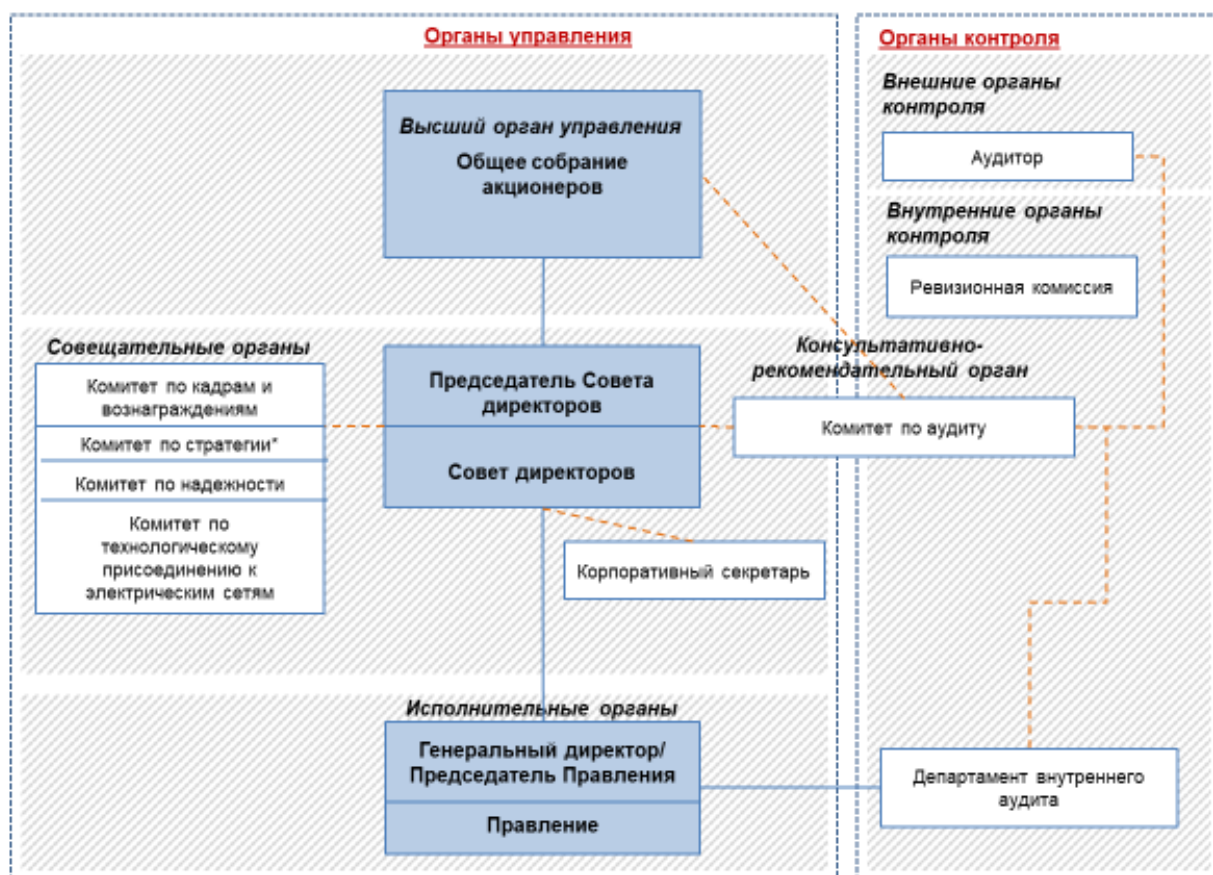 Органы управления
Высший орган управления
Общее собрание
акционеров
Совещательные органы
Комитет по кадрам и
вознаграждениям
Комитет по стратегии*
Комитет по надежности
Комитет по
технологическому
присоединению к
электрическим сетям
Председатель Совета
директоров
Совет директоров
Корпоративный секретарь
Исполнительные органы
Генеральный директор/
Председатель Правления
Правление
Органы контроля
Внешние органы
контроля
Аудитор
Внутренние органы
контроля
Ревизионная комиссия
Консультативно-
рекомендательный орган
Комитет по аудиту
Департамент внутреннего
аудита